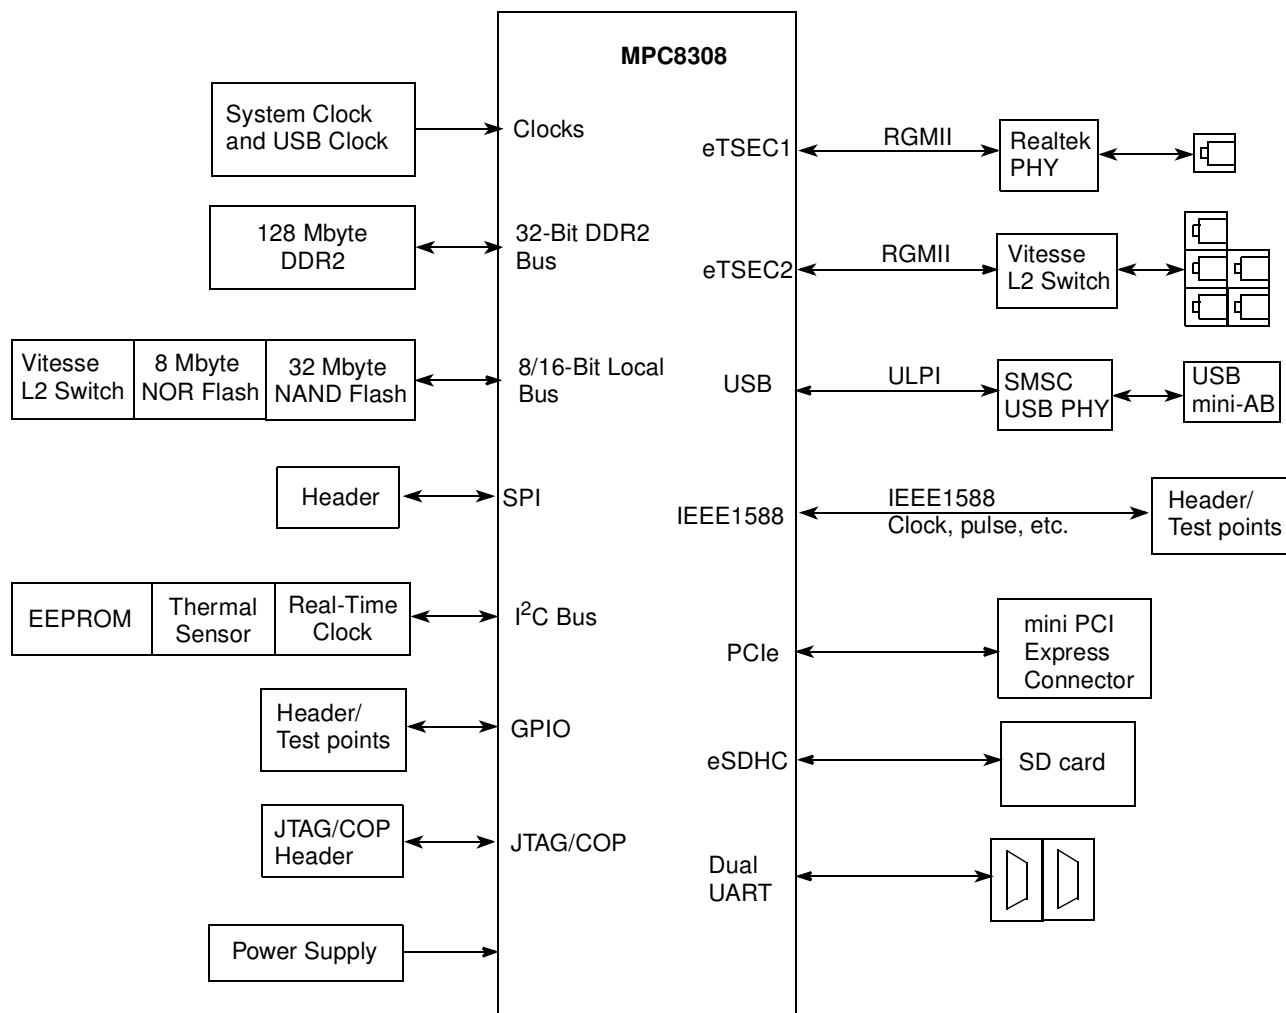 MPC8308
System Clock
and USB Clock
Clocks
128 Mbyte
DDR2
32-Bit DDR2
Bus
Vitesse
L2 Switch
8 Mbyte
NOR Flash
32 Mbyte
NAND Flash
8/16-Bit Local
Bus
Header
SPI
EEPROM
Thermal
Sensor
Real-Time
Clock
I²C Bus
Header/
Test points
GPIO
JTAG/COP
Header
JTAG/COP
Power Supply
eTSEC1
RGMII
Realtek
PHY
eTSEC2
RGMII
Vitesse
L2 Switch
USB
ULPI
SMSC
USB PHY
USB
mini-AB
IEEE1588
IEEE1588
Clock, pulse, etc.
Header/
Test points
PCIe
mini PCI
Express
Connector
eSDHC
SD card
Dual
UART